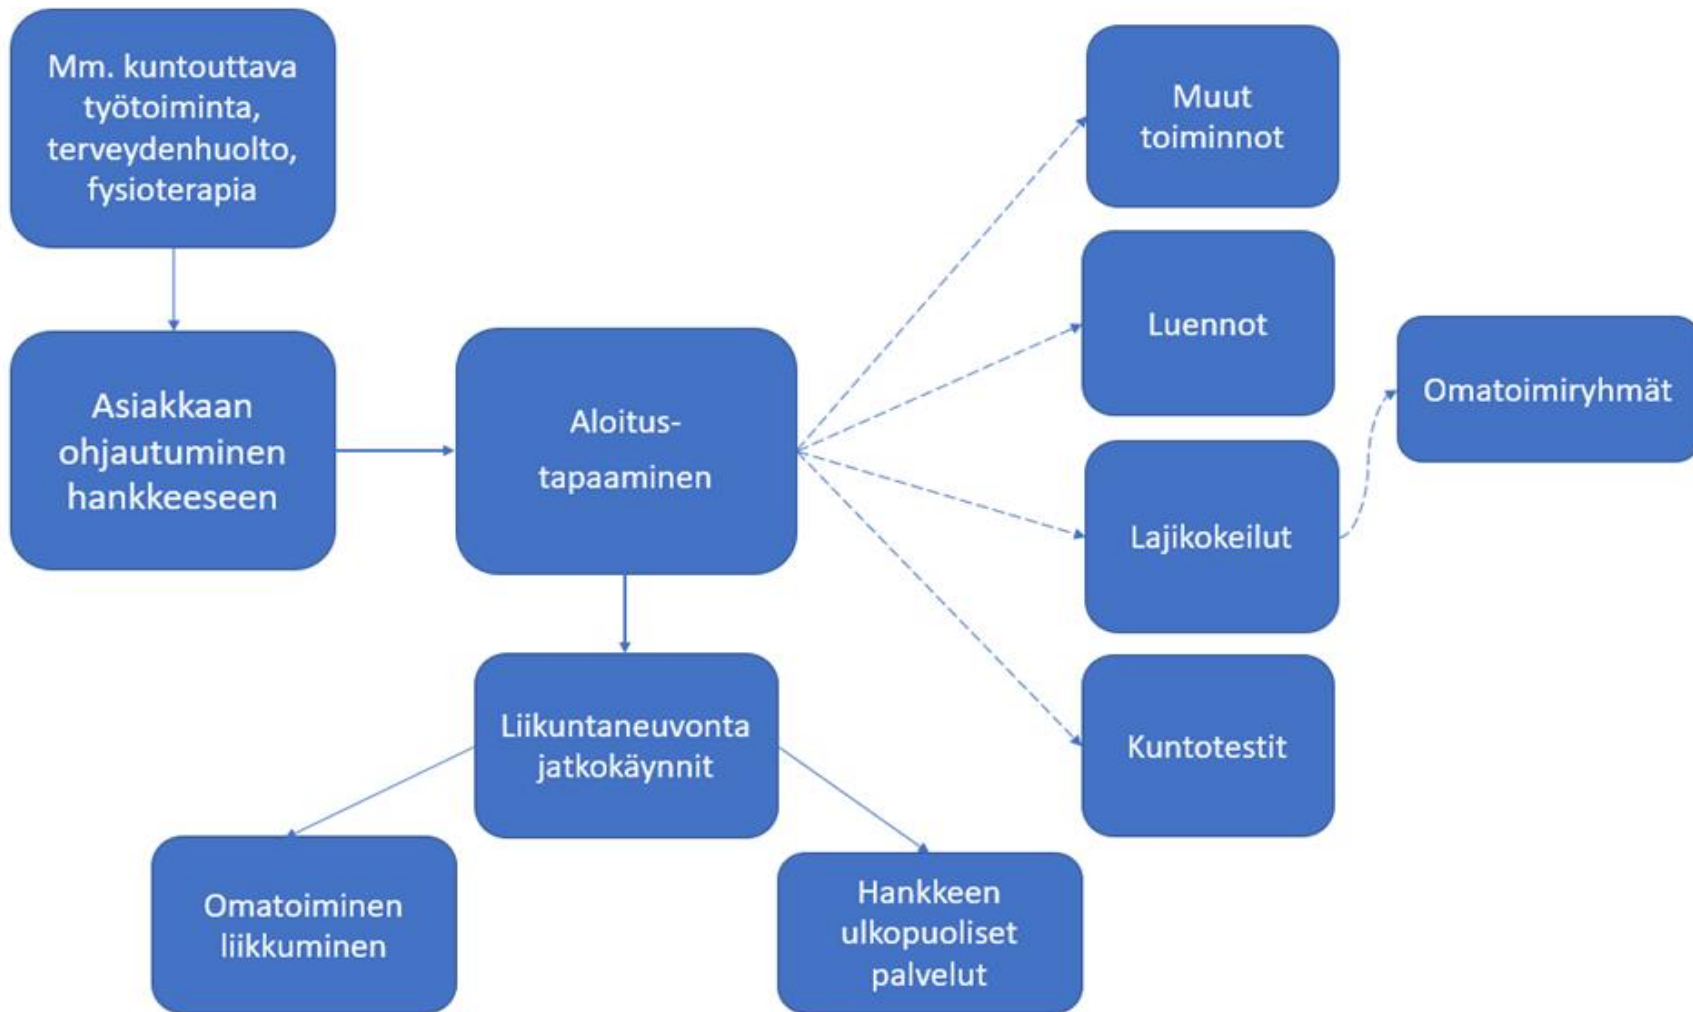 Mm. kuntouttava
työtoiminta,
terveydenhuolto,
fysioterapia
Asiakkaan
ohjautuminen
hankkeeseen
Aloitus-
tapaaminen
Muut
toiminnot
Luennot
Lajikokeilut
Kuntotestit
Omatoimiryhmät
Liikuntaneuvonta
jatkokäynnit
Omatoiminen
liikkuminen
Hankkeen
ulkopuoliset
palvelut